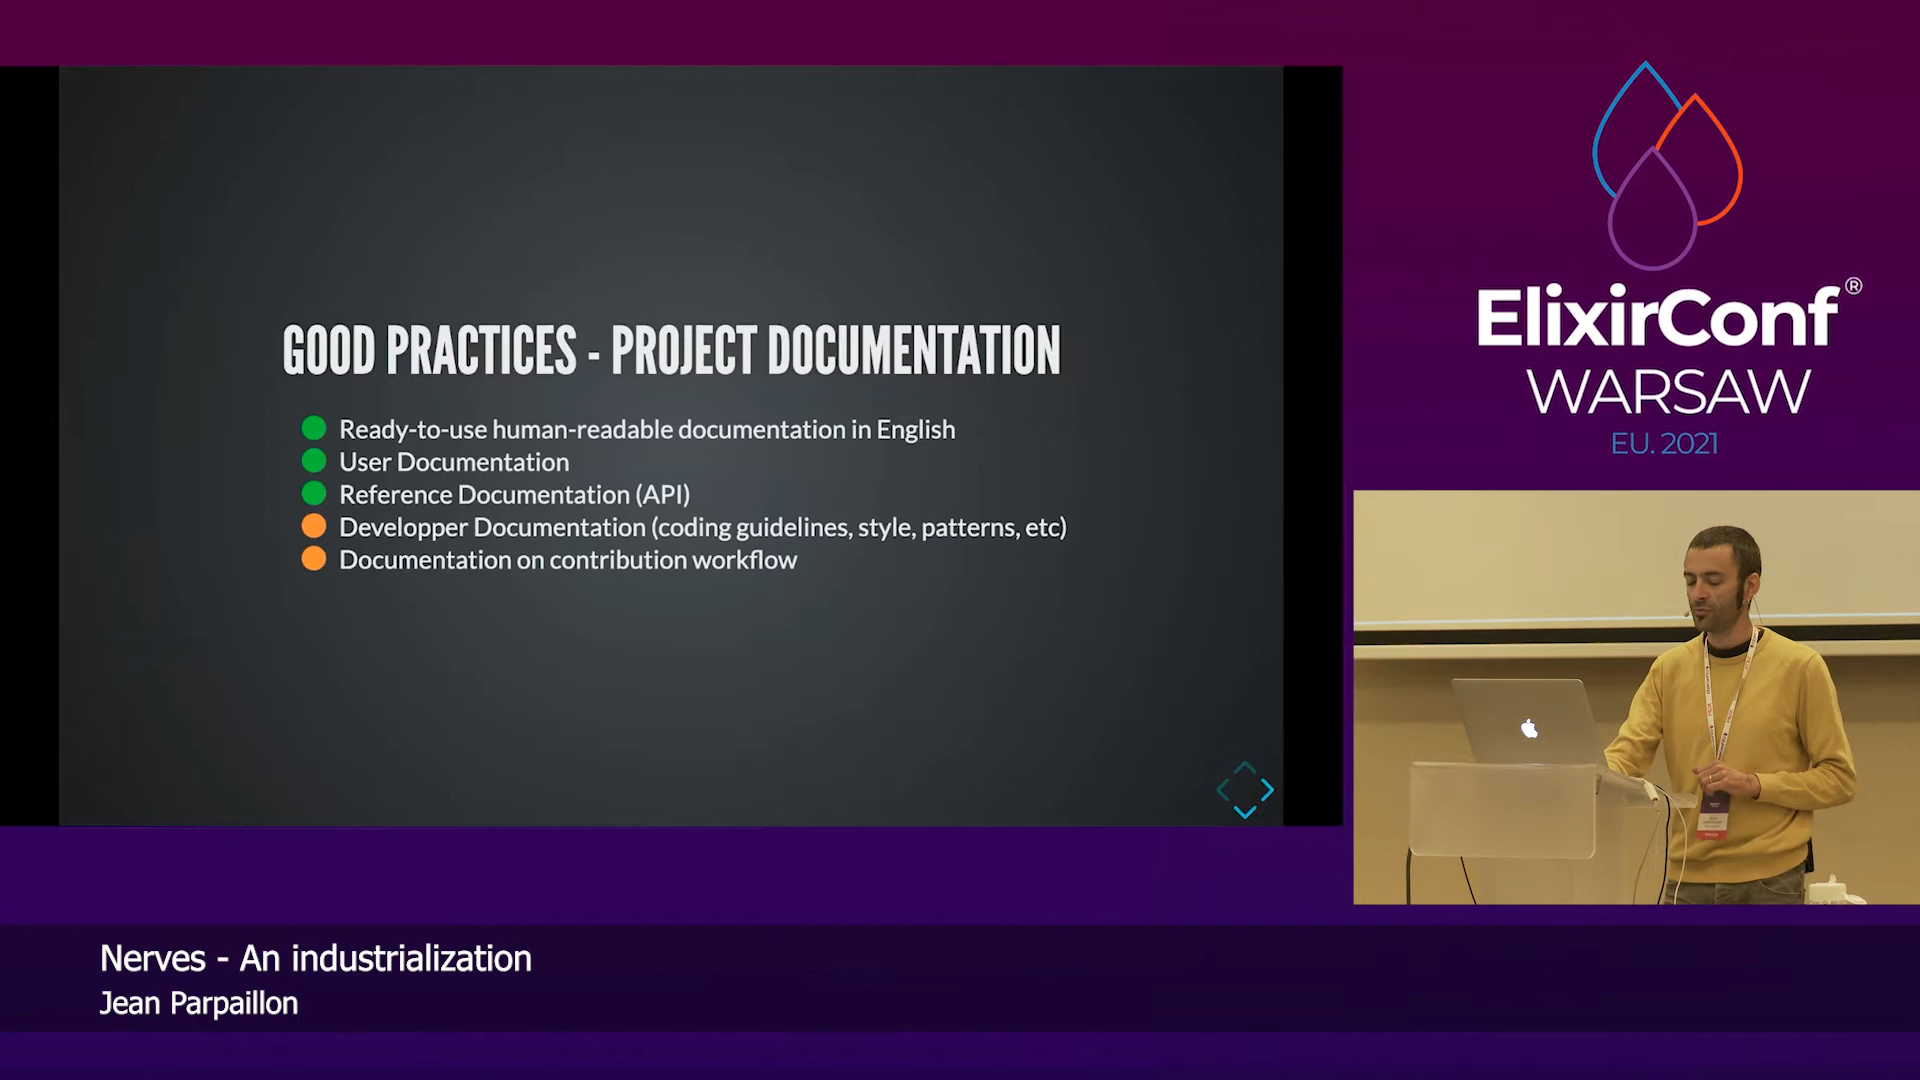 GOOD PRACTICES - PROJECT DOCUMENTATION
Ready-to-use human-readable documentation in English
User Documentation
Reference Documentation (API)
Developper Documentation (coding guidelines, style, patterns, etc)
Documentation on contribution workflow
ElixirConf®
WARSAW
EU. 2021
Nerves - An industrialization
Jean Parpaillon